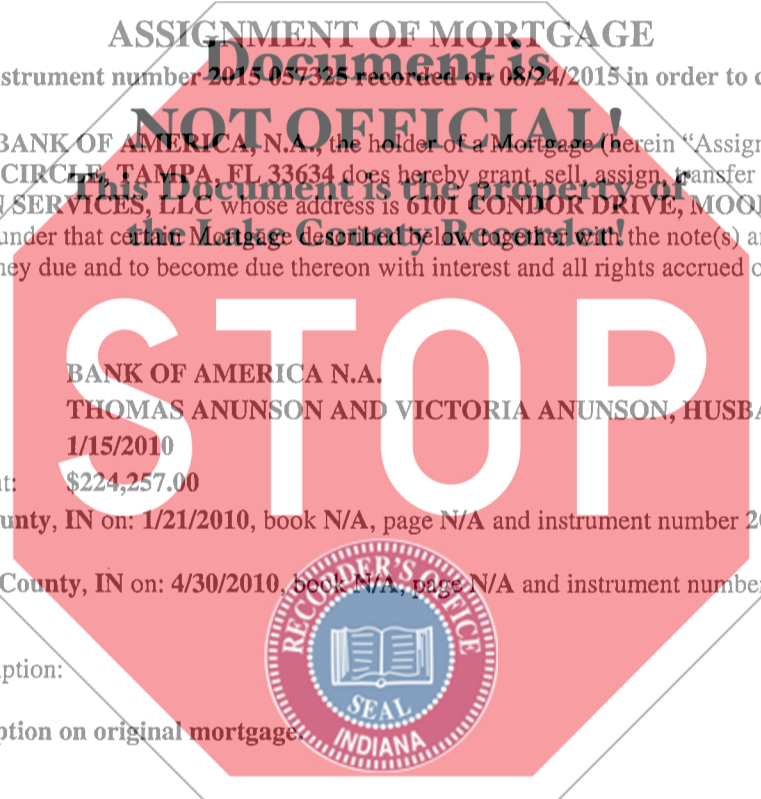 ASSIGNMENT OF MORTGAGE
Document is
strument number 2015 057325 recorded on 08/24/2015 in order to c
NOT OFFICIAL!
BANK OF AMERICA, N.A., the holder of a Mortgage (herein “Assign
CIRCLE, TAMPA, FL 33634 does hereby grant, sell, assign, transfer
This Document is the property of
N SERVICES, LLC whose address is 6101 CONDOR DRIVE, MOO
the Lake County Recorder!
under that certain Mortgage described below together with the note(s) a
ney due and to become due thereon with interest and all rights accrued o
STOP
BANK OF AMERICA N.A.
THOMAS ANUNSON AND VICTORIA ANUNSON, HUSBA
1/15/2010
nt: $224,257.00
unty, IN on: 1/21/2010, book N/A, page N/A and instrument number 20
County, IN on: 4/30/2010, book N/A, page N/A and instrument number
RECORDER'S OFFICE
ption:
SEAL
ption on original mortgage.
INDIANA